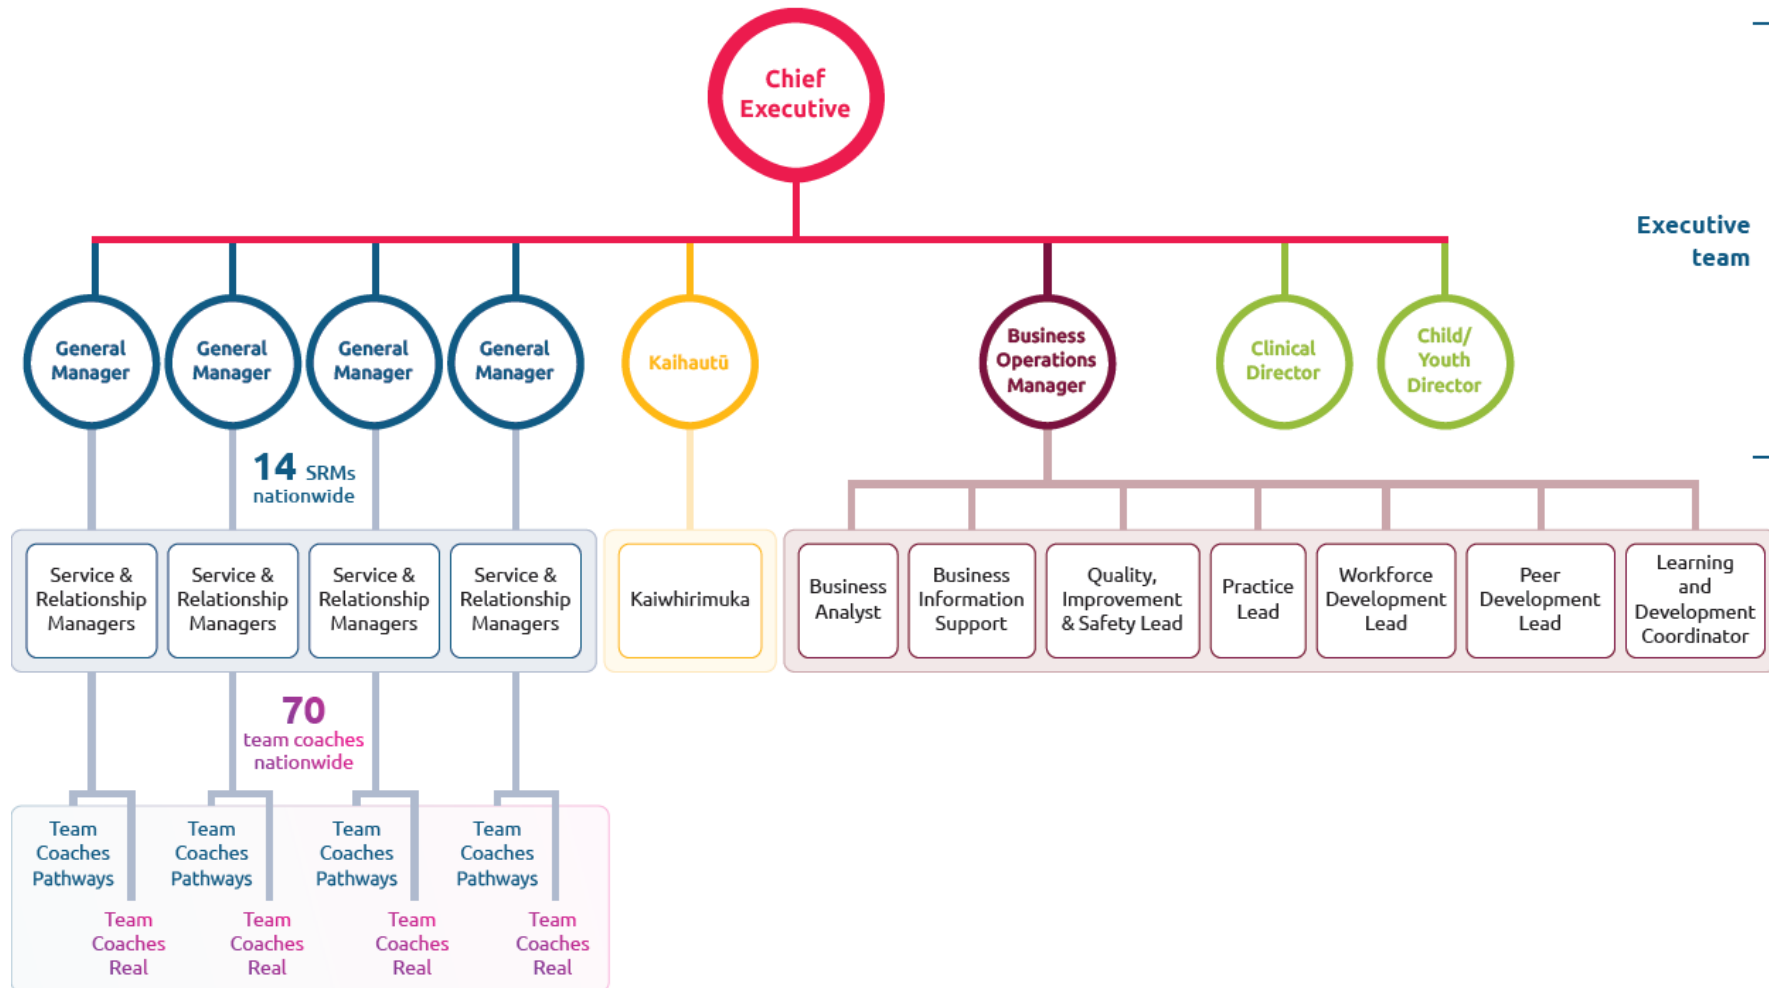 Chief
Executive
Executive
team
General
Manager
General
Manager
General
Manager
General
Manager
Kaihautū
Business
Operations
Manager
Clinical
Director
Child/
Youth
Director
14 SRMs
nationwide
Service &
Relationship
Managers
Service &
Relationship
Managers
Service &
Relationship
Managers
Service &
Relationship
Managers
Kaiwhirimuka
Business
Analyst
Business
Information
Support
Quality,
Improvement
& Safety Lead
Practice
Lead
Workforce
Development
Lead
Peer
Development
Lead
Learning
and
Development
Coordinator
70
team coaches
nationwide
Team
Coaches
Pathways
Team
Coaches
Pathways
Team
Coaches
Pathways
Team
Coaches
Pathways
Team
Coaches
Real
Team
Coaches
Real
Team
Coaches
Real
Team
Coaches
Real